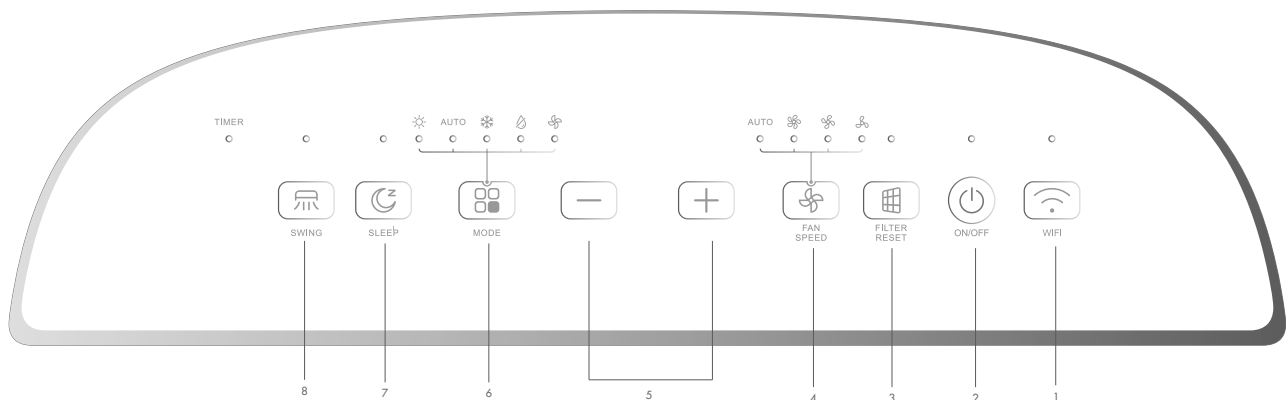 TIMER
AUTO
AUTO
SWING
SLEEP
MODE
FAN
SPEED
FILTER
RESET
ON/OFF
WIFI
8
7
6
5
4
3
2
1